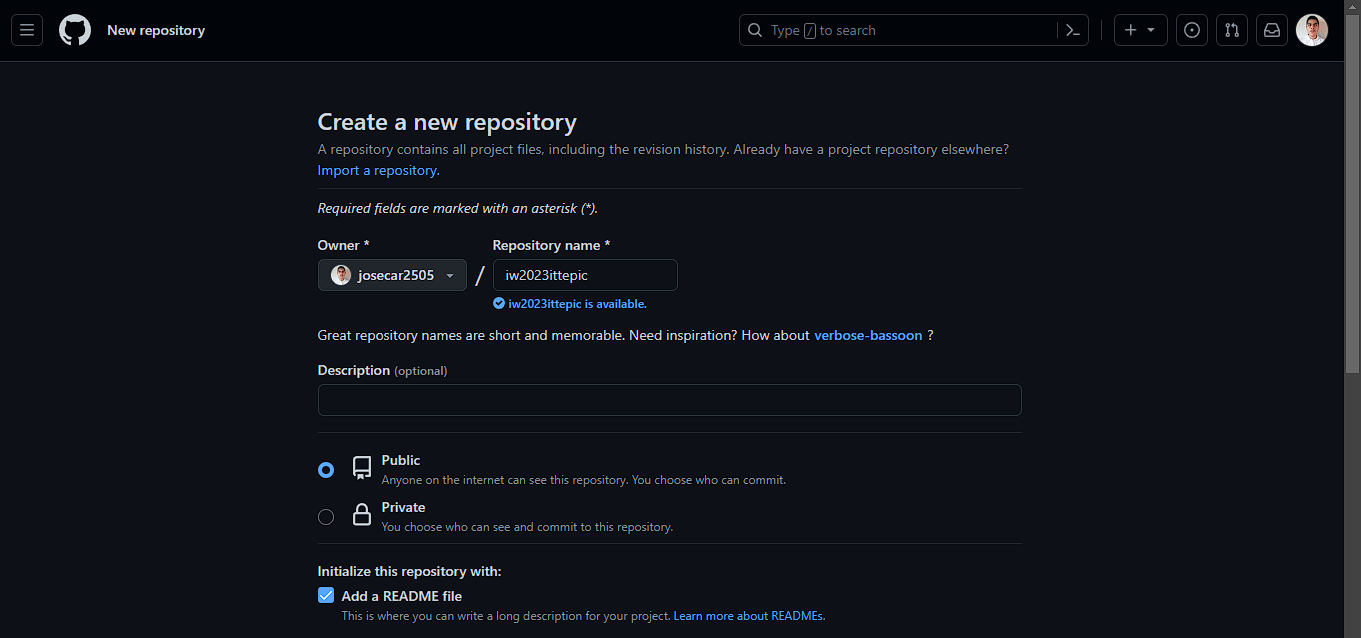 New repository
Type / to search
Create a new repository
A repository contains all project files, including the revision history. Already have a project repository elsewhere?
Import a repository.
Required fields are marked with an asterisk (*).
Owner * Repository name *
josecar2505 / iw2023ittepic
iw2023ittepic is available.
Great repository names are short and memorable. Need inspiration? How about verbose-bassoon ?
Description (optional)
Public
Anyone on the internet can see this repository. You choose who can commit.
Private
You choose who can see and commit to this repository.
Initialize this repository with:
Add a README file
This is where you can write a long description for your project. Learn more about READMEs.